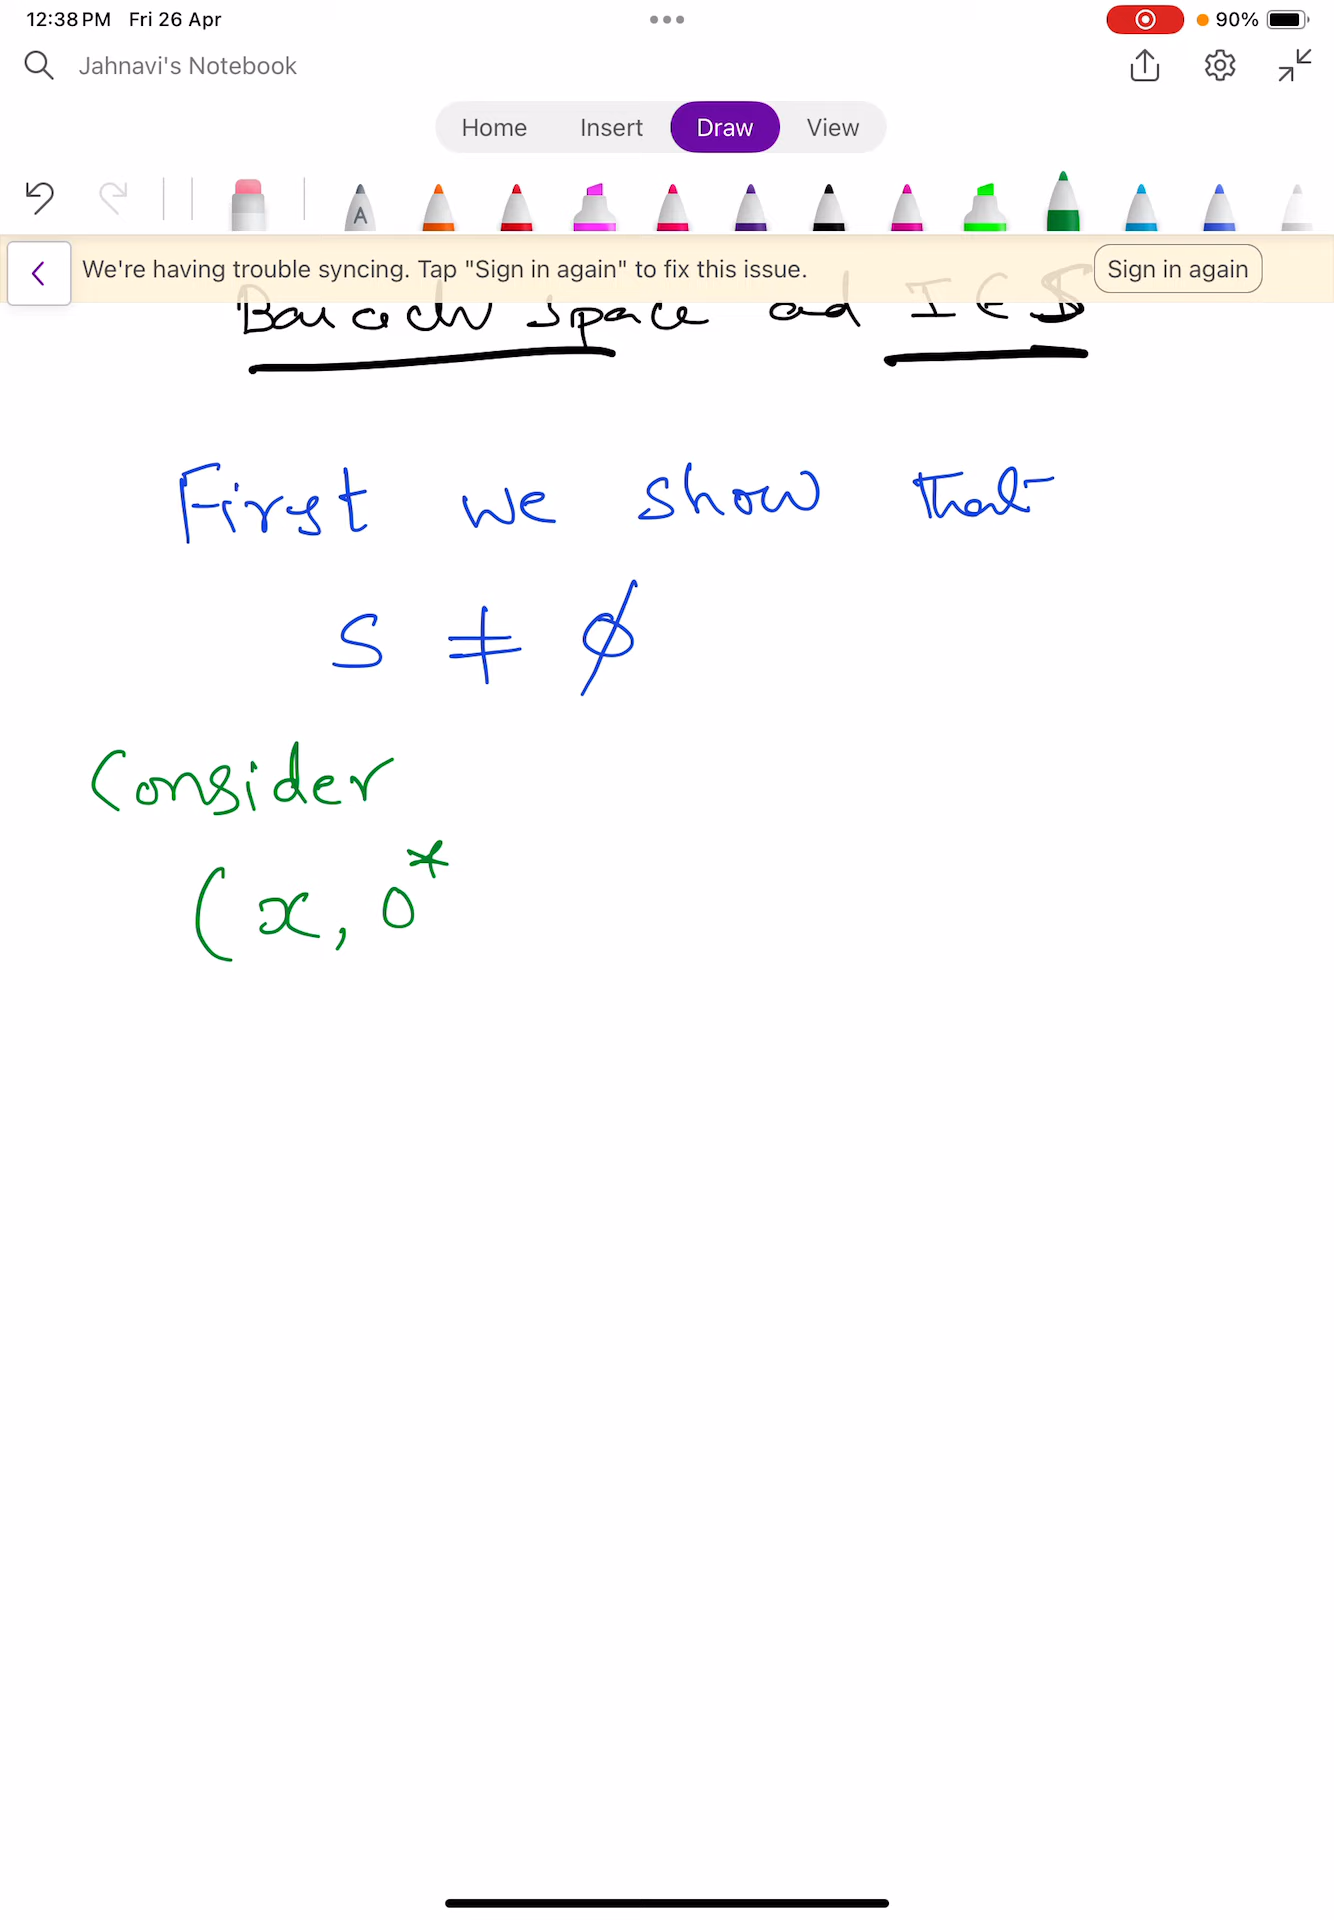 12:38 PM Fri 26 Apr
90%
Jahnavi's Notebook
Home Insert Draw View
A
We're having trouble syncing. Tap "Sign in again" to fix this issue. Sign in again
Banach space and I ∈ S
First we show that
S ≠ ϕ
Consider
(x, 0*